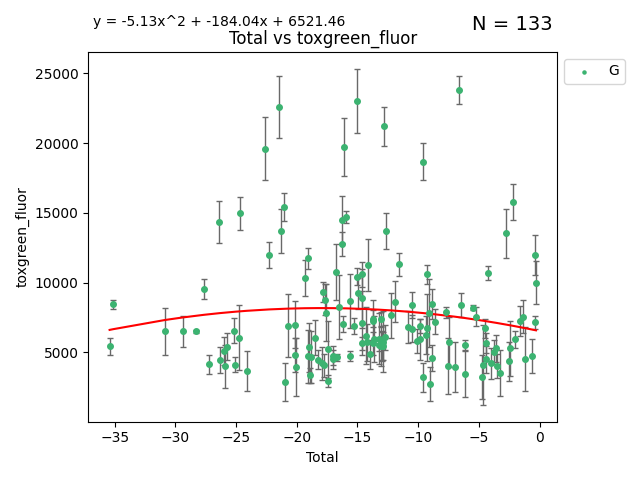 y = -5.13x^2 + -184.04x + 6521.46
N = 133
Total vs toxgreen_fluor
G
25000
20000
15000
10000
5000
toxgreen_fluor
−35 −30 −25 −20 −15 −10 −5 0
Total